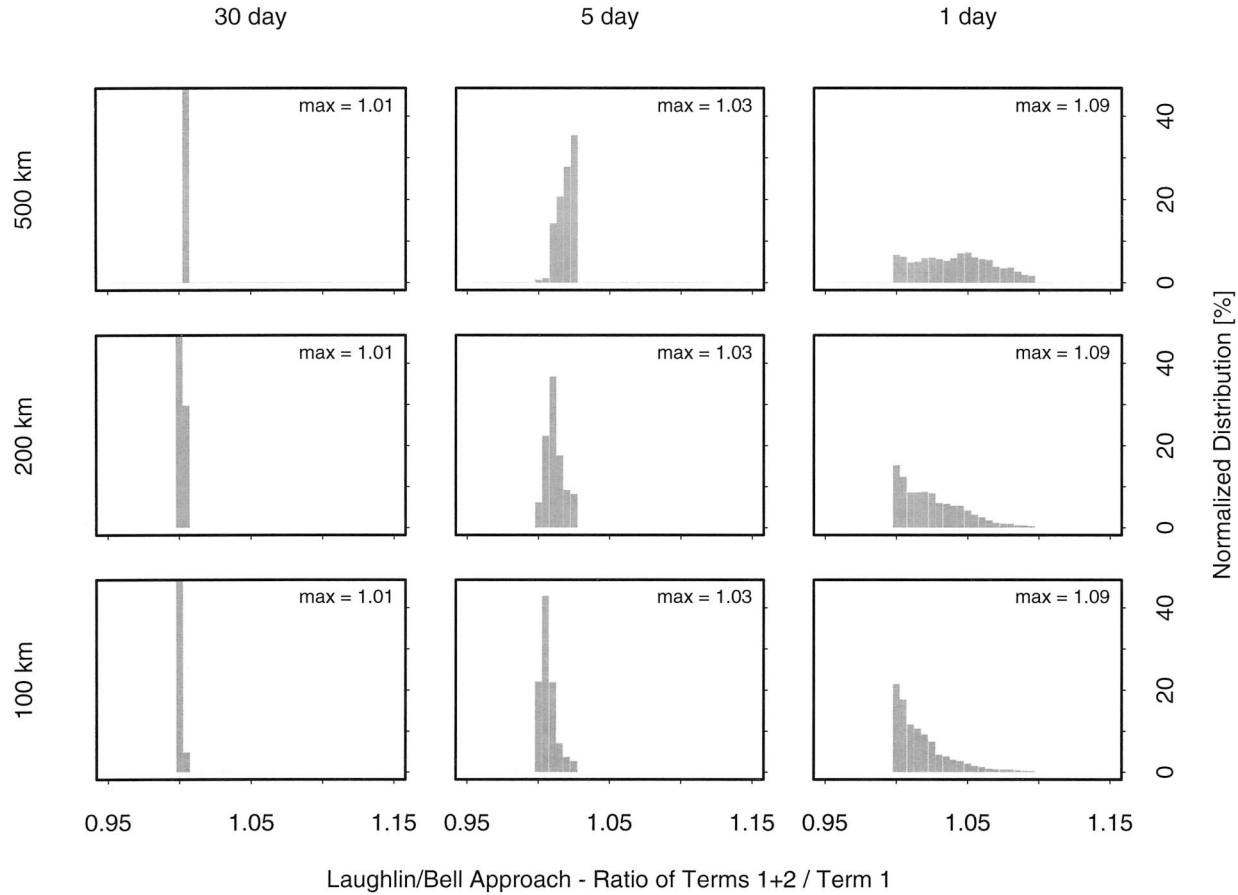 30 day 5 day 1 day
500 km
max = 1.01
max = 1.03
max = 1.09
40
20
0
200 km
max = 1.01
max = 1.03
max = 1.09
40
20
0
100 km
max = 1.01
max = 1.03
max = 1.09
40
20
0
Normalized Distribution [%]
0.95 1.05 1.15 0.95 1.05 1.15 0.95 1.05 1.15
Laughlin/Bell Approach - Ratio of Terms 1+2 / Term 1